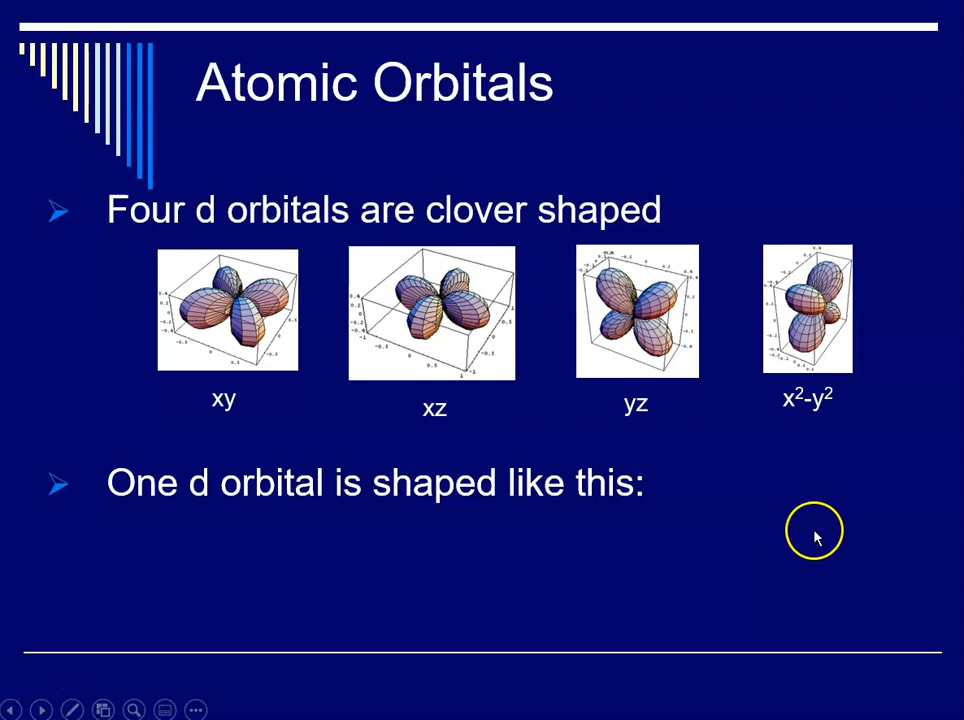 Atomic Orbitals
Four d orbitals are clover shaped
xy
xz
yz
x²-y²
One d orbital is shaped like this: